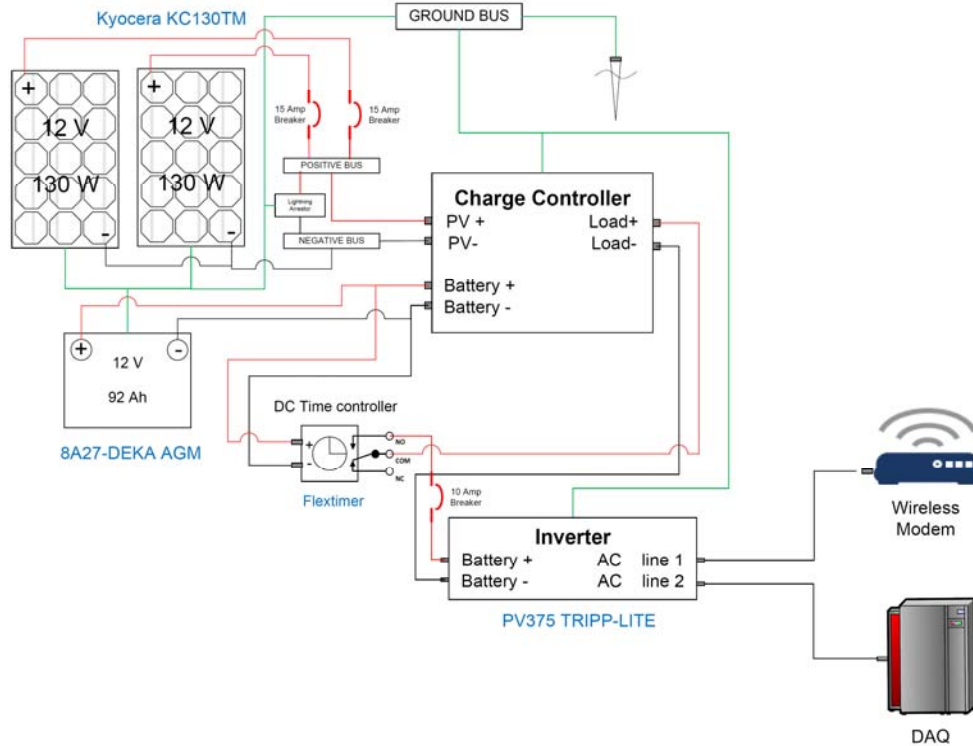 Kyocera KC130TM
GROUND BUS
+
+
12 V
12 V
130 W
130 W
-
-
15 Amp
Breaker
15 Amp
Breaker
POSITIVE BUS
Lightning
Arrestor
NEGATIVE BUS
Charge Controller
PV +
Load+
PV-
Load-
Battery +
Battery -
+
-
12 V
92 Ah
8A27-DEKA AGM
DC Time controller
+
-
NO
COM
NC
Flextimer
10 Amp
Breaker
Inverter
Battery +
AC
line 1
Battery -
AC
line 2
PV375 TRIPP-LITE
Wireless
Modem
DAQ